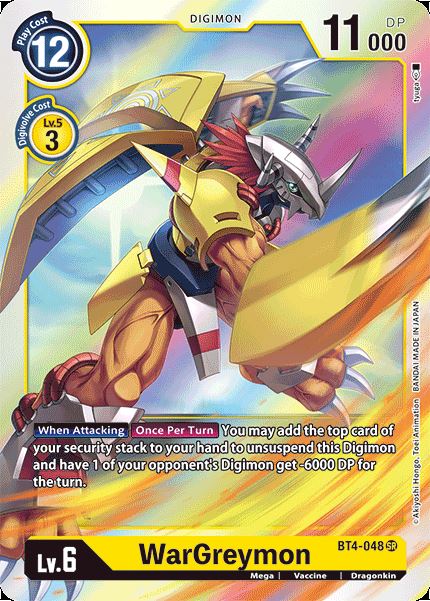 DIGIMON
Play Cost
12
11000
DP
Digivolve Cost
Lv.5
3
tyuga
When Attacking Once Per Turn You may add the top card of
your security stack to your hand to unsuspend this Digimon
and have 1 of your opponent's Digimon get -6000 DP for
the turn.
©Akiyoshi Hongo, Toei Animation BANDAI MADE IN JAPAN
BT4-048 SR
Lv.6
WarGreymon
Mega | Vaccine | Dragonkin